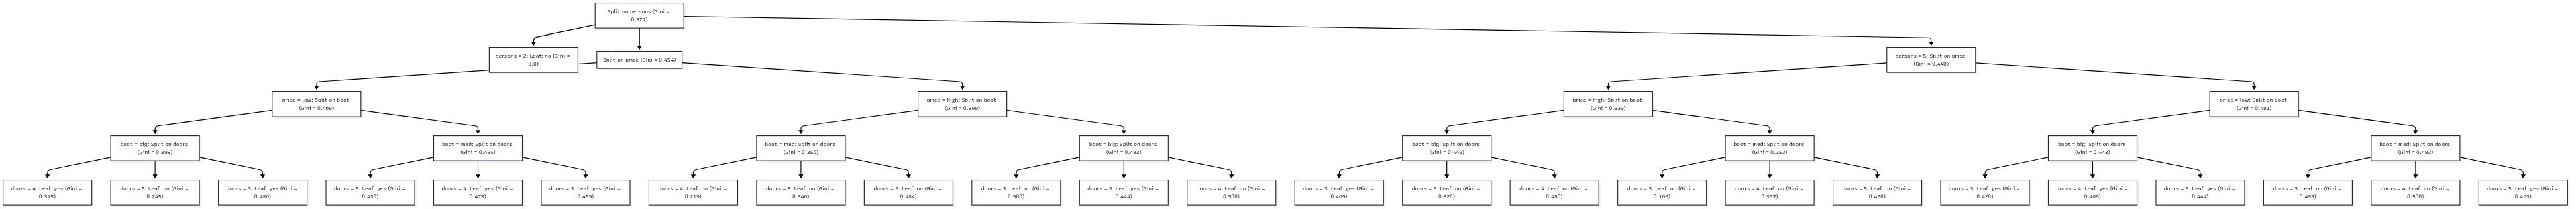 Split on persons (Gini =
0.327)
persons = 2: Leaf: no (Gini =
0.0)
Split on price (Gini = 0.454)
persons = 5: Split on price
(Gini = 0.440)
price = low: Split on boot
(Gini = 0.468)
price = high: Split on boot
(Gini = 0.399)
price = high: Split on boot
(Gini = 0.339)
price = low: Split on boot
(Gini = 0.481)
boot = big: Split on doors
(Gini = 0.393)
boot = med: Split on doors
(Gini = 0.454)
boot = med: Split on doors
(Gini = 0.350)
boot = big: Split on doors
(Gini = 0.483)
boot = big: Split on doors
(Gini = 0.442)
boot = med: Split on doors
(Gini = 0.252)
boot = big: Split on doors
(Gini = 0.443)
boot = med: Split on doors
(Gini = 0.492)
doors = 4: Leaf: yes (Gini =
0.375)
doors = 5: Leaf: no (Gini =
0.245)
doors = 3: Leaf: yes (Gini =
0.486)
doors = 5: Leaf: yes (Gini =
0.430)
doors = 4: Leaf: yes (Gini =
0.473)
doors = 3: Leaf: yes (Gini =
0.459)
doors = 4: Leaf: no (Gini =
0.219)
doors = 3: Leaf: no (Gini =
0.346)
doors = 5: Leaf: no (Gini =
0.484)
doors = 3: Leaf: no (Gini =
0.500)
doors = 5: Leaf: yes (Gini =
0.444)
doors = 4: Leaf: no (Gini =
0.500)
doors = 3: Leaf: yes (Gini =
0.469)
doors = 5: Leaf: no (Gini =
0.320)
doors = 4: Leaf: no (Gini =
0.480)
doors = 3: Leaf: no (Gini =
0.165)
doors = 4: Leaf: no (Gini =
0.337)
doors = 5: Leaf: no (Gini =
0.420)
doors = 3: Leaf: yes (Gini =
0.420)
doors = 4: Leaf: yes (Gini =
0.469)
doors = 5: Leaf: yes (Gini =
0.444)
doors = 3: Leaf: no (Gini =
0.499)
doors = 4: Leaf: no (Gini =
0.500)
doors = 5: Leaf: yes (Gini =
0.463)